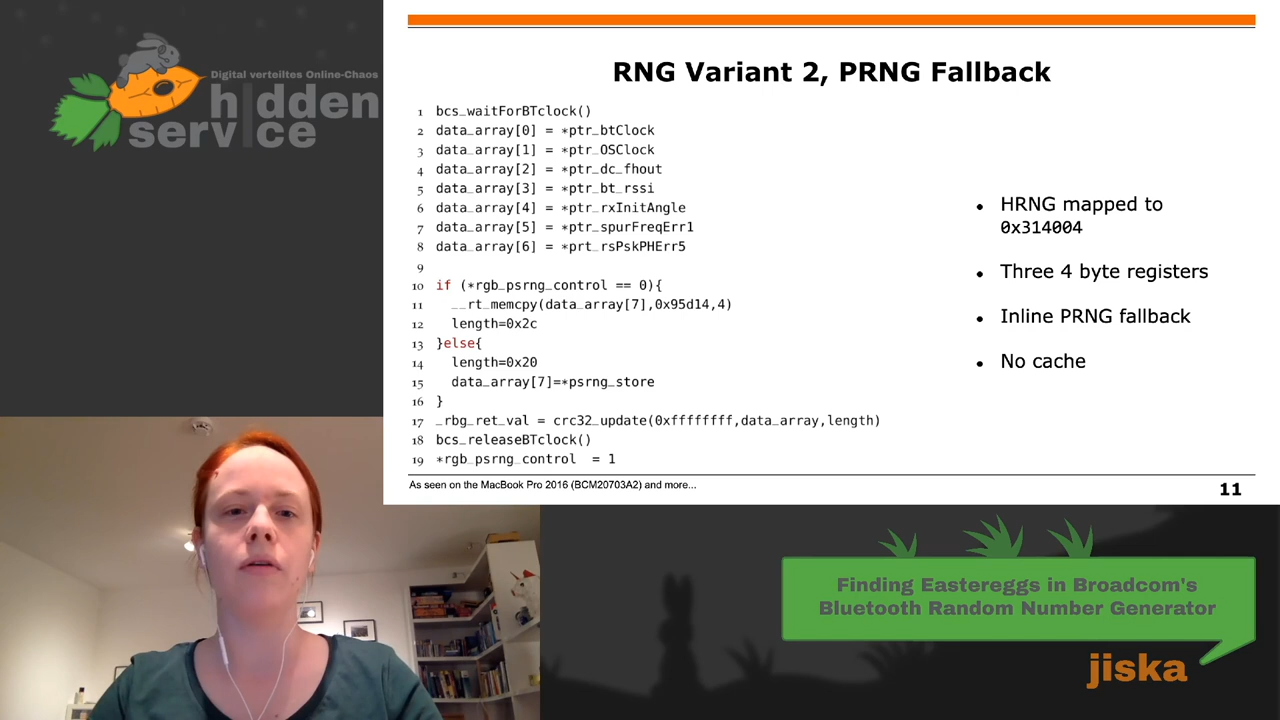 Digital verteiltes Online-Chaos
h|dden
serv|ce
RNG Variant 2, PRNG Fallback
1 bcs_waitForBTclock()
2 data_array[0] = *ptr_btClock
3 data_array[1] = *ptr_OSClock
4 data_array[2] = *ptr_dc_fhout
5 data_array[3] = *ptr_bt_rssi
6 data_array[4] = *ptr_rxInitAngle
7 data_array[5] = *ptr_spurFreqErr1
8 data_array[6] = *prt_rsPskPHErr5
9
10 if (*rgb_psrng_control == 0){
11 __rt_memcpy(data_array[7],0x95d14,4)
12 length=0x2c
13 }else{
14 length=0x20
15 data_array[7]=*psrng_store
16 }
17 _rbg_ret_val = crc32_update(0xffffffff,data_array,length)
18 bcs_releaseBTclock()
19 *rgb_psrng_control = 1
• HRNG mapped to
0x314004
• Three 4 byte registers
• Inline PRNG fallback
• No cache
As seen on the MacBook Pro 2016 (BCM20703A2) and more...
11
Finding Eastereggs in Broadcom's
Bluetooth Random Number Generator
jiska